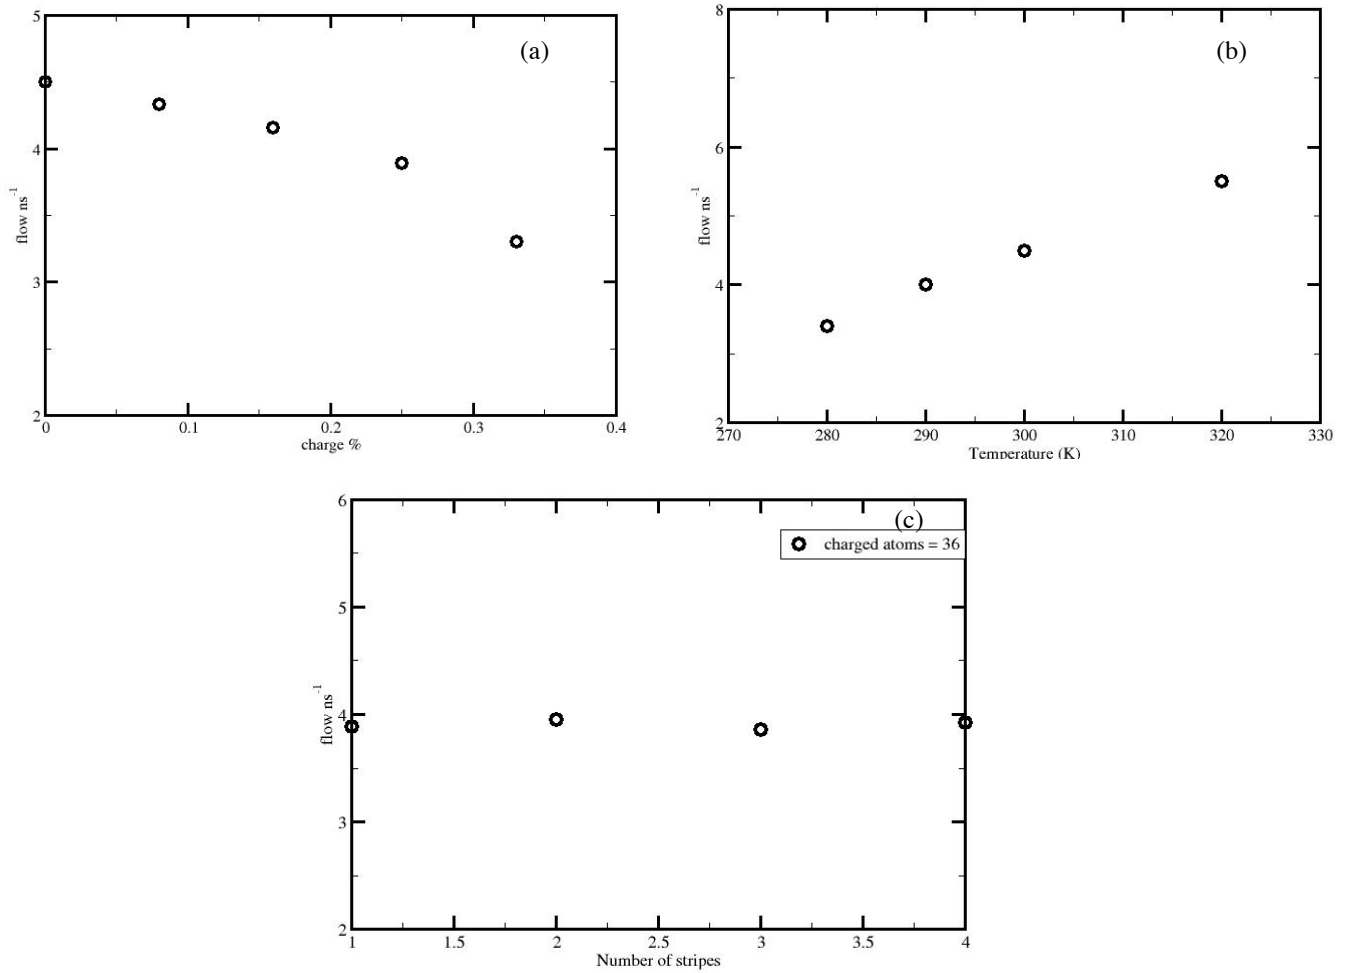 (a)
5
4
3
2
flow ns-1
0 0.1 0.2 0.3 0.4
charge %
(b)
8
6
4
2
flow ns-1
270 280 290 300 310 320 330
Temperature (K)
(c)
charged atoms = 36
6
5
4
3
2
flow ns-1
1 1.5 2 2.5 3 3.5 4
Number of stripes